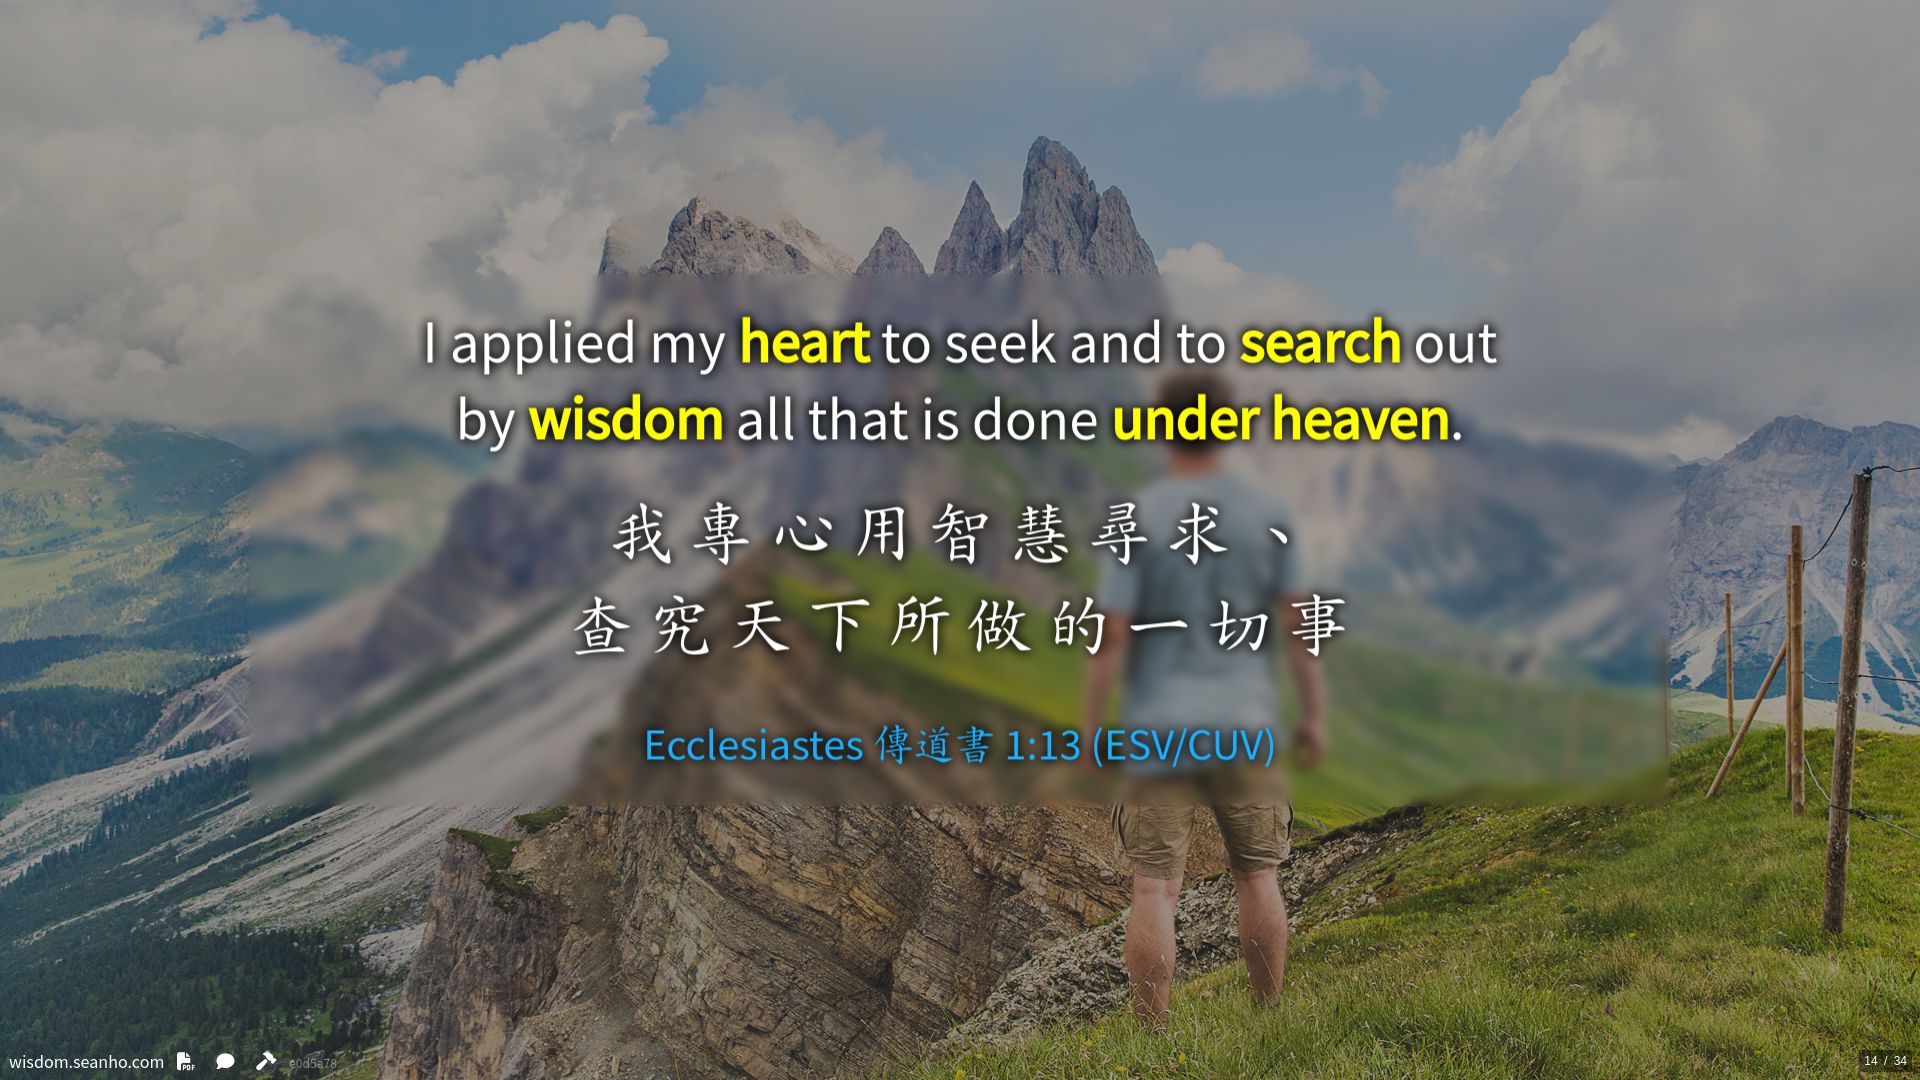 I applied my heart to seek and to search out
by wisdom all that is done under heaven.
我專心用智慧尋求、
查究天下所做的一切事
Ecclesiastes 傳道書 1:13 (ESV/CUV)
wisdom.seanho.com PDF e0d5a78
14 / 34